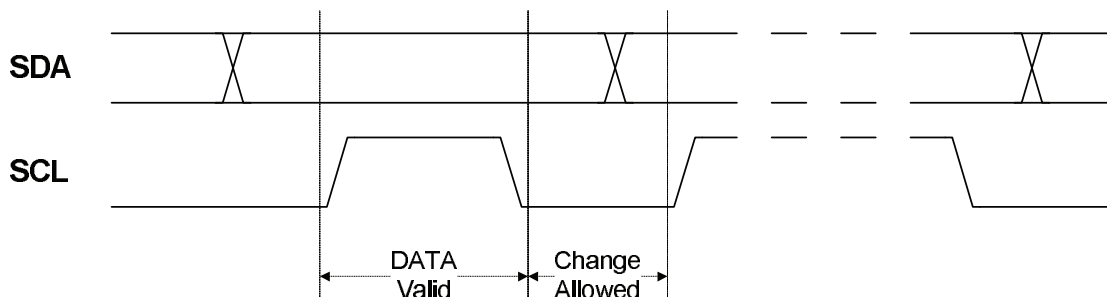 SDA
SCL
DATA
Valid
Change
Allowed